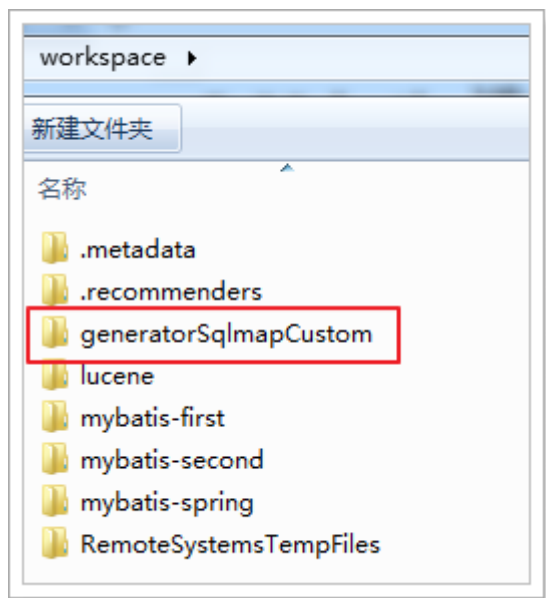 workspace
新建文件夹
名称
.metadata
.recommenders
generatorSqlmapCustom
lucene
mybatis-first
mybatis-second
mybatis-spring
RemoteSystemsTempFiles